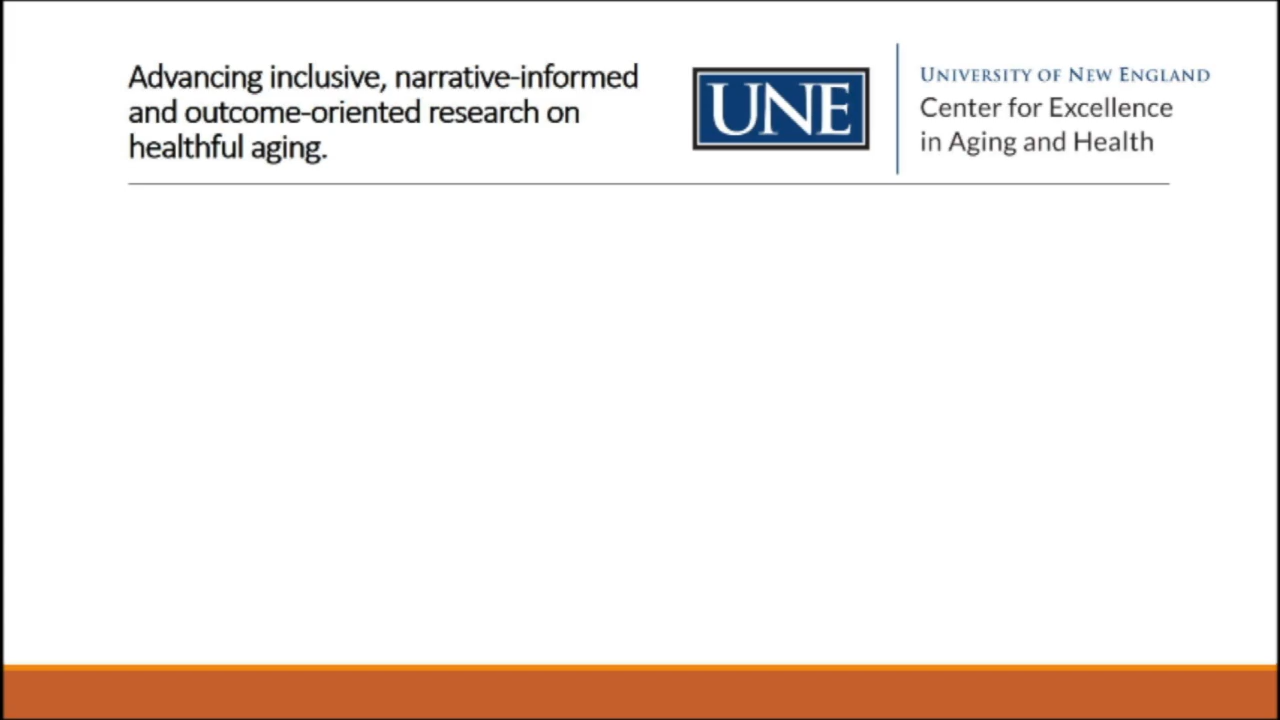 Advancing inclusive, narrative-informed
and outcome-oriented research on
healthful aging.
UNE
UNIVERSITY OF NEW ENGLAND
Center for Excellence
in Aging and Health